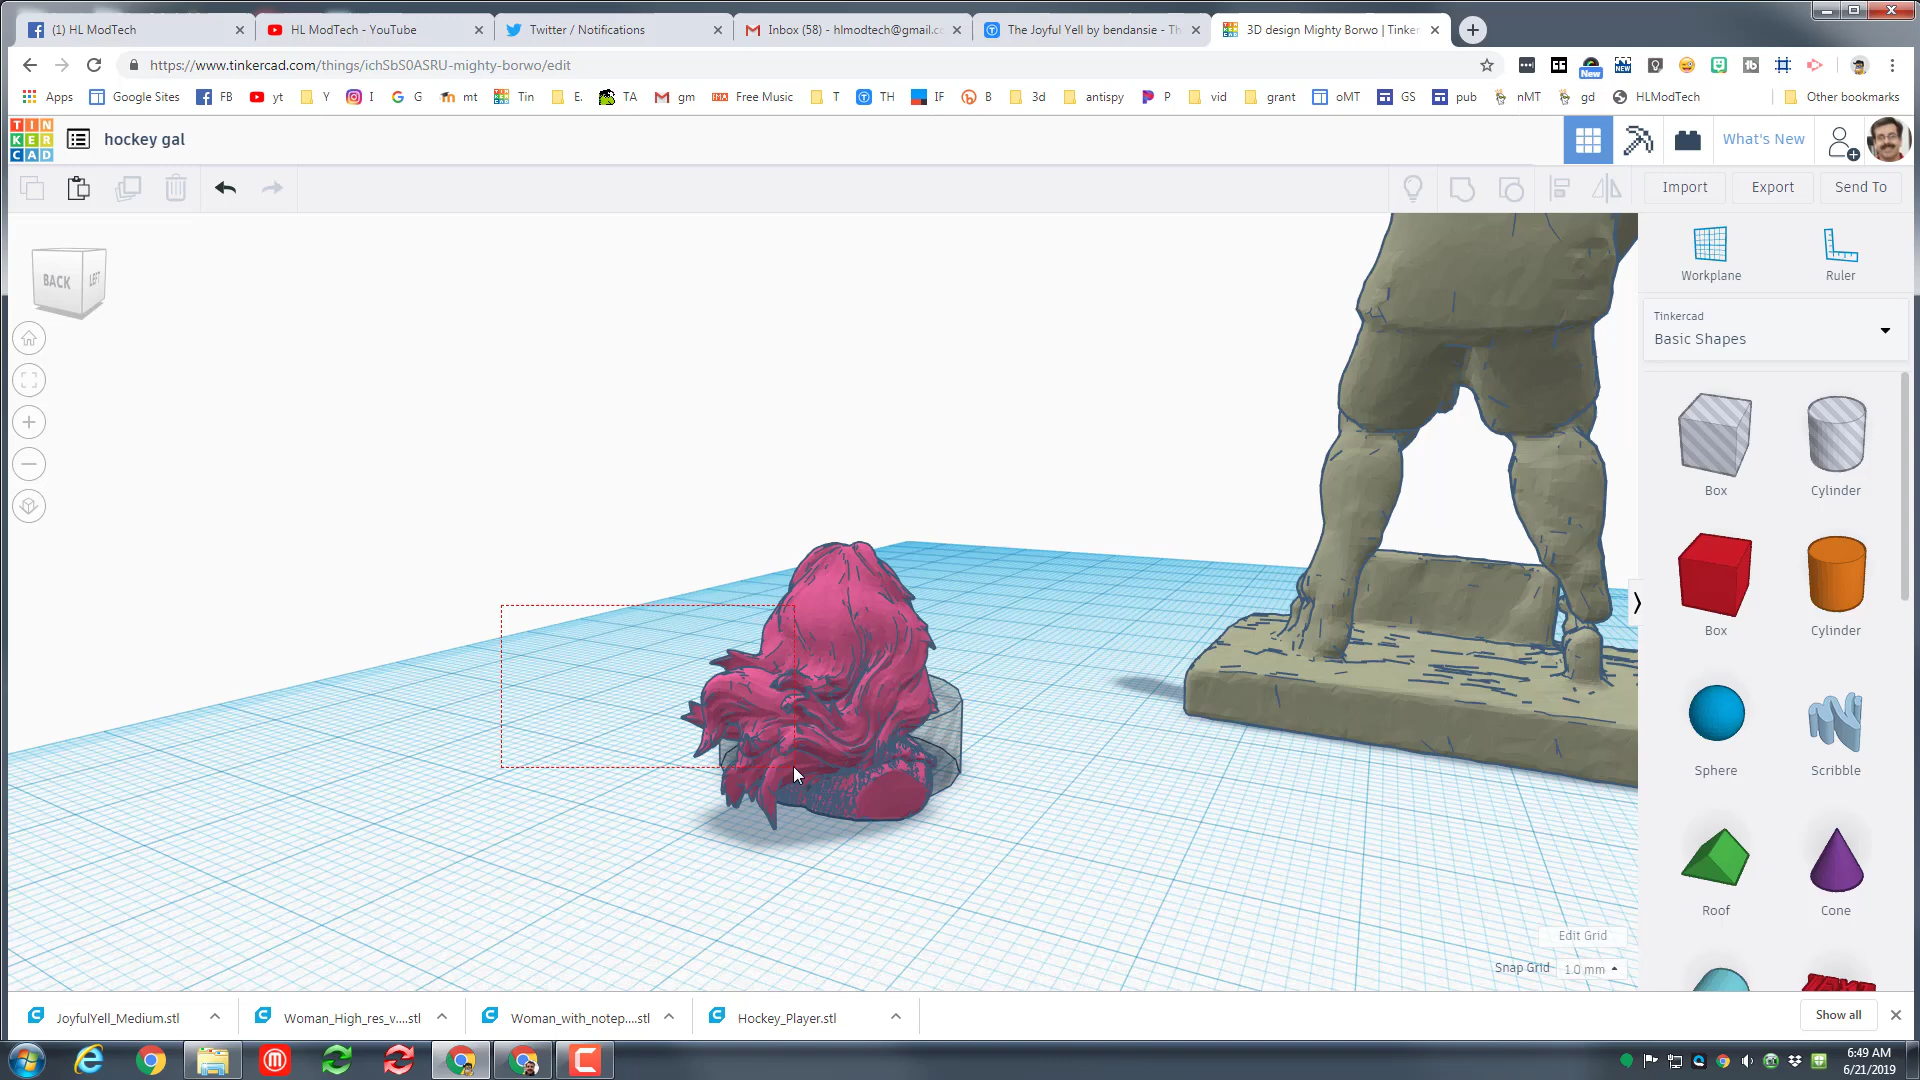 (1) HL ModTech
HL ModTech - YouTube
Twitter / Notifications
Inbox (58) - hlmodtech@gmail.c
The Joyful Yell by bendansie - Th
3D design Mighty Borwo | Tinker
https://www.tinkercad.com/things/ichSbS0ASRU-mighty-borwo/edit
New
NEW
Apps
Google Sites
FB
yt
Y
I
G
mt
Tin
E.
TA
gm
Free Music
T
TH
IF
B
3d
antispy
P
vid
grant
oMT
GS
pub
nMT
gd
HLModTech
Other bookmarks
TIN
KER
CAD
hockey gal
What's New
Import
Export
Send To
BACK
LEFT
Workplane
Ruler
Tinkercad
Basic Shapes
Box
Cylinder
Box
Cylinder
Sphere
Scribble
Roof
Cone
Edit Grid
Snap Grid
1.0 mm
JoyfulYell_Medium.stl
Woman_High_res_v....stl
Woman_with_notep....stl
Hockey_Player.stl
Show all
6:49 AM
6/21/2019